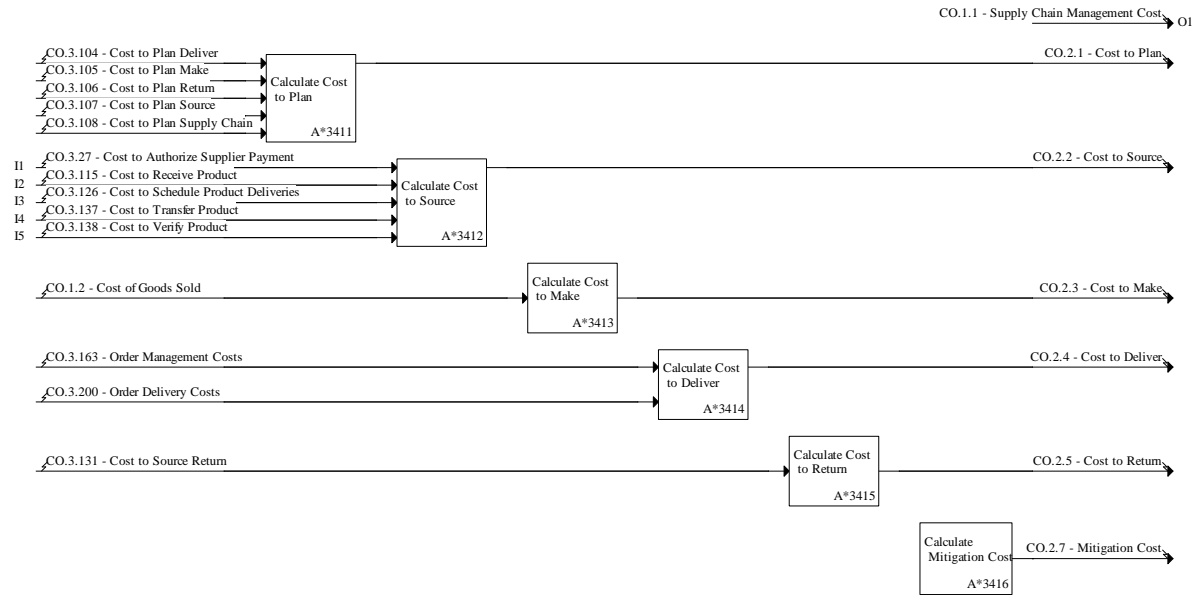 CO.1.1 - Supply Chain Management Cost
O1
CO.3.104 - Cost to Plan Deliver
CO.3.105 - Cost to Plan Make
CO.3.106 - Cost to Plan Return
CO.3.107 - Cost to Plan Source
CO.3.108 - Cost to Plan Supply Chain
Calculate Cost
to Plan
A*3411
CO.2.1 - Cost to Plan
I1
CO.3.27 - Cost to Authorize Supplier Payment
I2
CO.3.115 - Cost to Receive Product
I3
CO.3.126 - Cost to Schedule Product Deliveries
I4
CO.3.137 - Cost to Transfer Product
I5
CO.3.138 - Cost to Verify Product
Calculate Cost
to Source
A*3412
CO.2.2 - Cost to Source
CO.1.2 - Cost of Goods Sold
Calculate Cost
to Make
A*3413
CO.2.3 - Cost to Make
CO.3.163 - Order Management Costs
CO.3.200 - Order Delivery Costs
Calculate Cost
to Deliver
A*3414
CO.2.4 - Cost to Deliver
CO.3.131 - Cost to Source Return
Calculate Cost
to Return
A*3415
CO.2.5 - Cost to Return
Calculate
Mitigation Cost
A*3416
CO.2.7 - Mitigation Cost